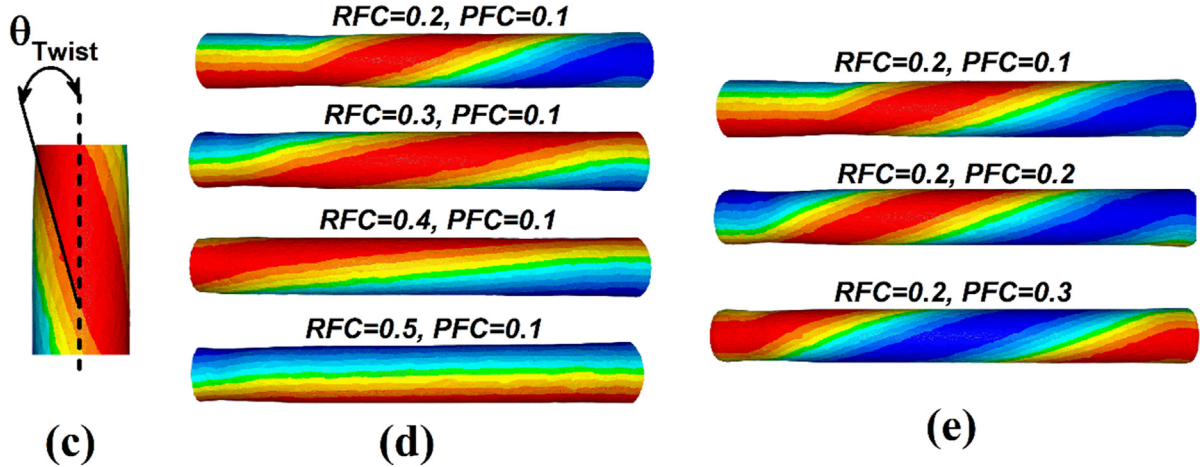 θTwist
(c)
RFC=0.2, PFC=0.1
RFC=0.3, PFC=0.1
RFC=0.4, PFC=0.1
RFC=0.5, PFC=0.1
(d)
RFC=0.2, PFC=0.1
RFC=0.2, PFC=0.2
RFC=0.2, PFC=0.3
(e)